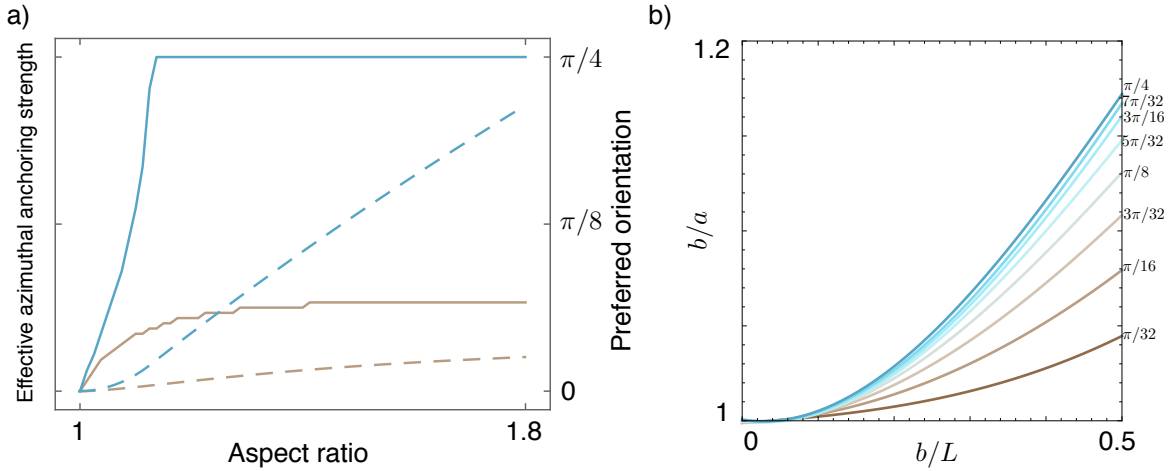 a)
Effective azimuthal anchoring strength
π/4
π/8
0
Preferred orientation
1
1.8
Aspect ratio
b)
1.2
b/a
1
π/4
7π/32
3π/16
5π/32
π/8
3π/32
π/16
π/32
0
0.5
b/L